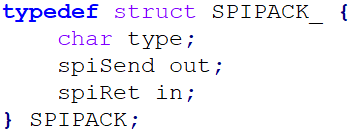 typedef struct SPIPACK_ {
    char type;
    spiSend out;
    spiRet in;
} SPIPACK;